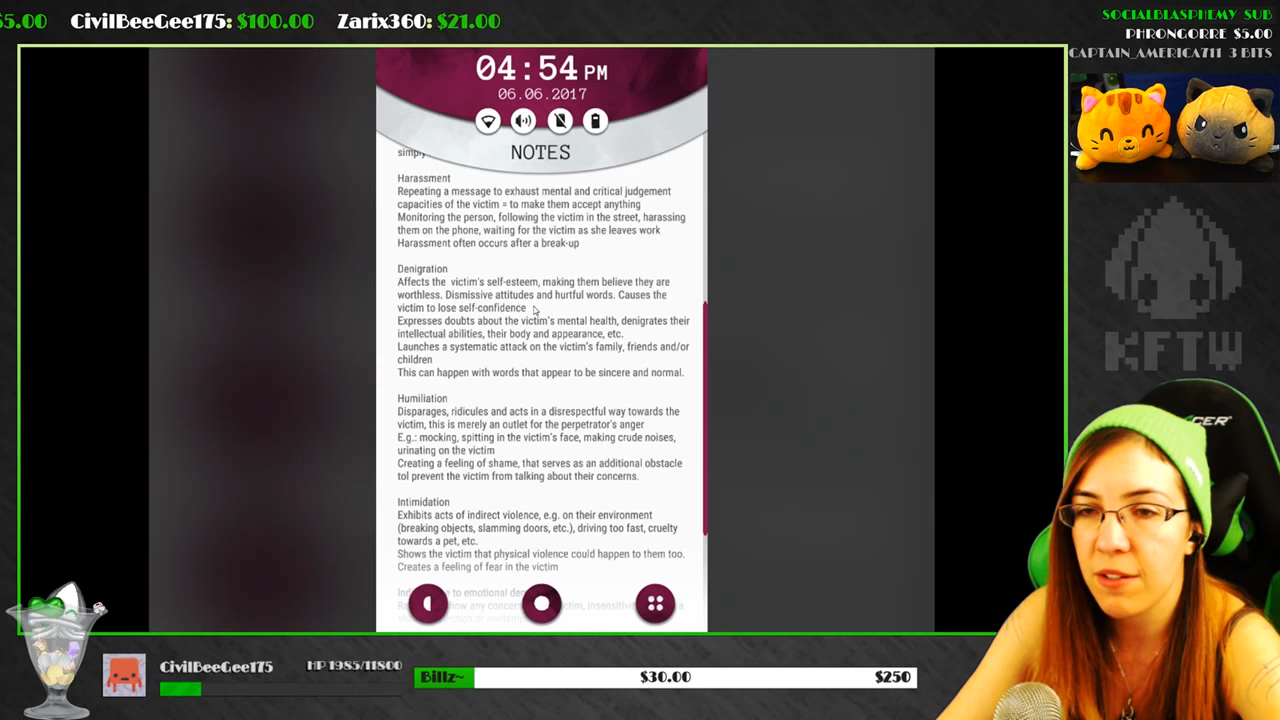 $5.00 CivilBeeGee175: $100.00 Zarix360: $21.00
SOCIALBLASPHEMY SUB
PHRONGORRE $5.00
CAPTAIN_AMERICA711 3 BITS
04:54 PM
06.06.2017
NOTES
simply
Harassment
Repeating a message to exhaust mental and critical judgement
capacities of the victim = to make them accept anything
Monitoring the person, following the victim in the street, harassing
them on the phone, waiting for the victim as she leaves work
Harassment often occurs after a break-up
Denigration
Affects the victim's self-esteem, making them believe they are
worthless. Dismissive attitudes and hurtful words. Causes the
victim to lose self-confidence
Expresses doubts about the victim's mental health, denigrates their
intellectual abilities, their body and appearance, etc.
Launches a systematic attack on the victim's family, friends and/or
children
This can happen with words that appear to be sincere and normal.
Humiliation
Disparages, ridicules and acts in a disrespectful way towards the
victim, this is merely an outlet for the perpetrator's anger
E.g.: mocking, spitting in the victim's face, making crude noises,
urinating on the victim
Creating a feeling of shame, that serves as an additional obstacle
tol prevent the victim from talking about their concerns.
Intimidation
Exhibits acts of indirect violence, e.g. on their environment
(breaking objects, slamming doors, etc.), driving too fast, cruelty
towards a pet, etc.
Shows the victim that physical violence could happen to them too.
Creates a feeling of fear in the victim
to emotional
show any
KFTW
CivilBeeGee175 HP 1985/11800
Billz~ $30.00 $250